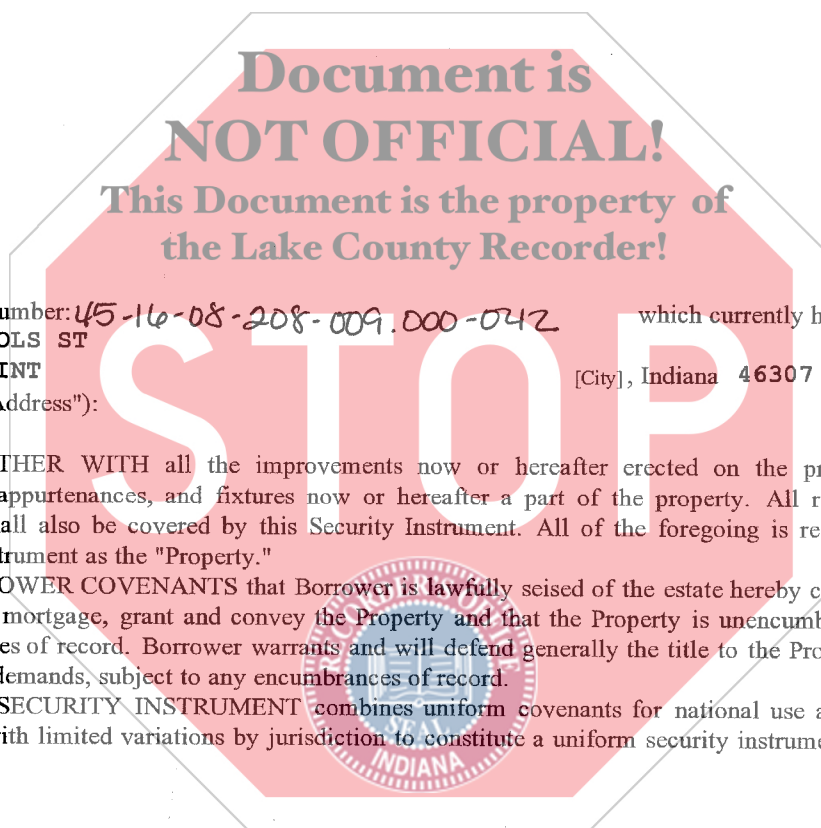 Document is
NOT OFFICIAL!
This Document is the property of
the Lake County Recorder!
umber: 45-16-08-208-009.000-042 which currently h
OLS ST
INT [City], Indiana 46307
Address"):
STOP
THER WITH all the improvements now or hereafter erected on the pr
appurtenances, and fixtures now or hereafter a part of the property. All r
all also be covered by this Security Instrument. All of the foregoing is re
trument as the "Property."
OWER COVENANTS that Borrower is lawfully seised of the estate hereby c
mortgage, grant and convey the Property and that the Property is unencumb
es of record. Borrower warrants and will defend generally the title to the Pro
demands, subject to any encumbrances of record.
SECURITY INSTRUMENT combines uniform covenants for national use a
ith limited variations by jurisdiction to constitute a uniform security instrume
SEAL
INDIANA